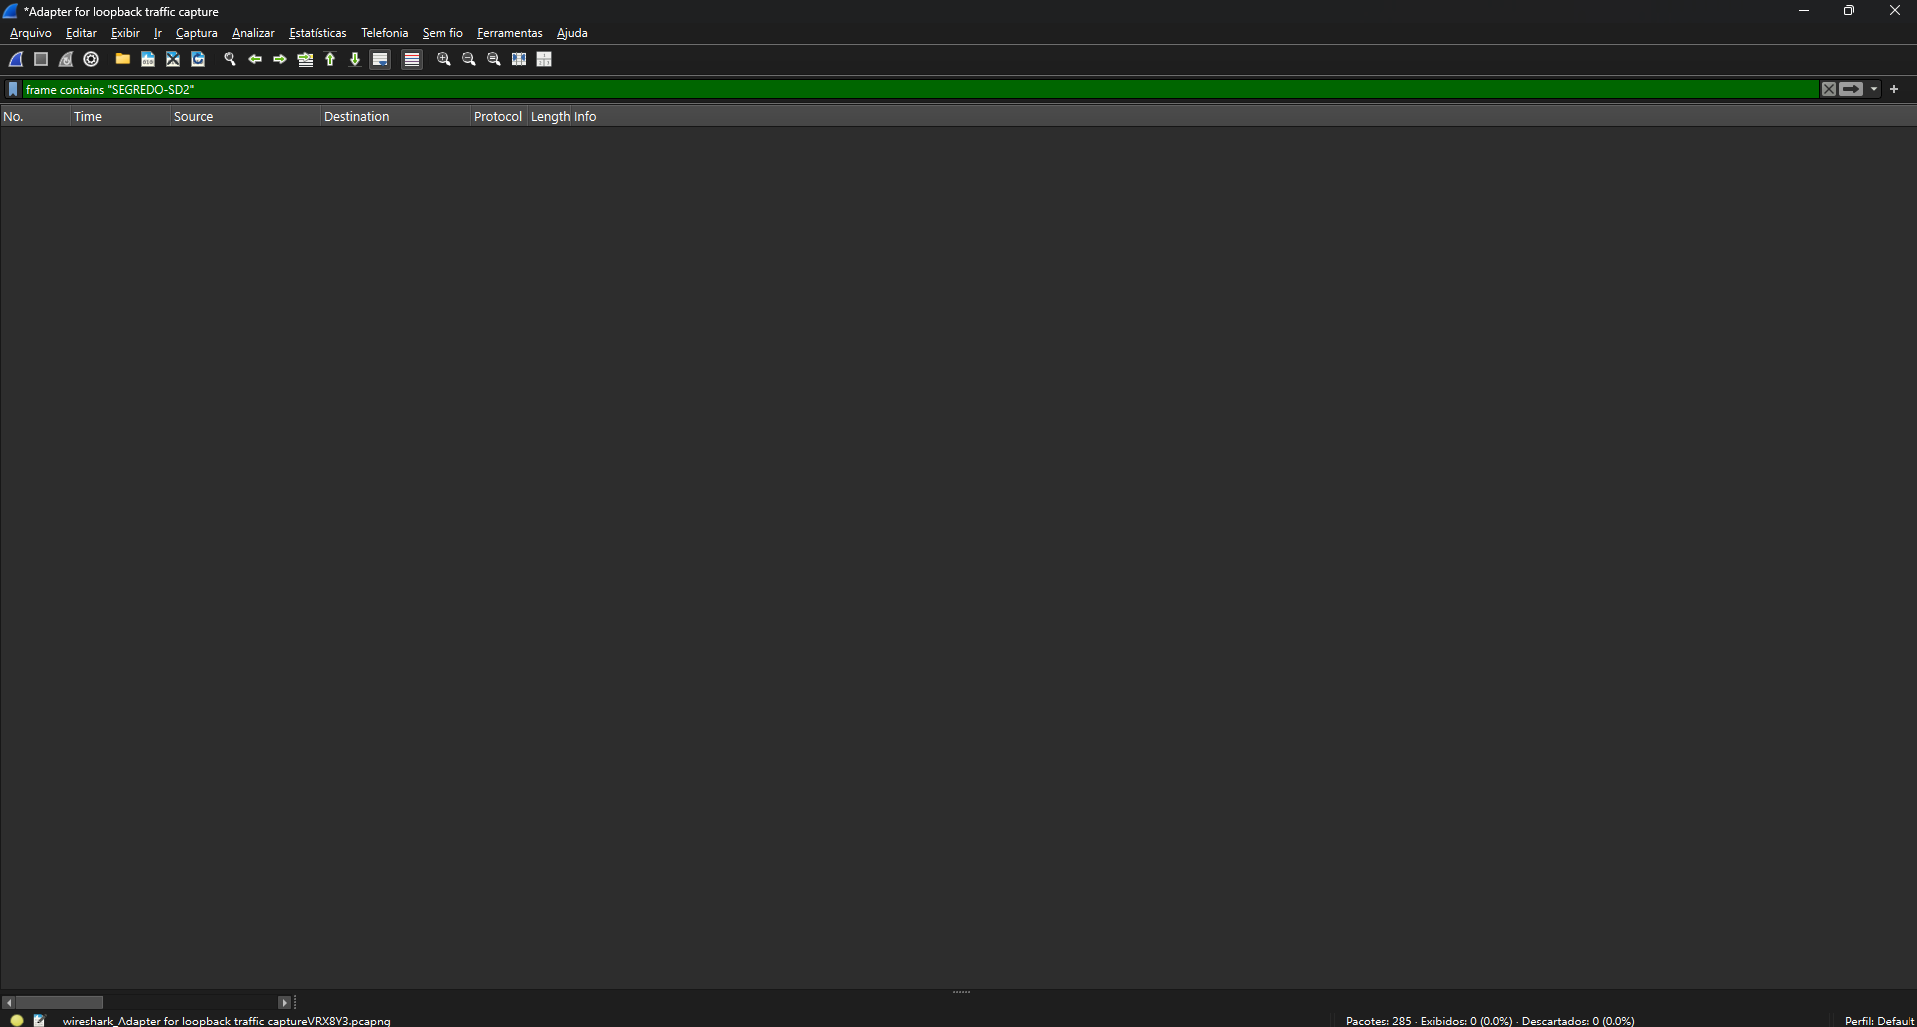 *Adapter for loopback traffic capture
Arquivo Editar Exibir Ir Captura Analizar Estatísticas Telefonia Sem fio Ferramentas Ajuda
frame contains "SEGREDO-SD2"
No. Time Source Destination Protocol Length Info
wireshark_Adapter for loopback traffic captureVRX8Y3.pcapng Pacotes: 285 · Exibidos: 0 (0.0%) · Descartados: 0 (0.0%) Perfil: Default